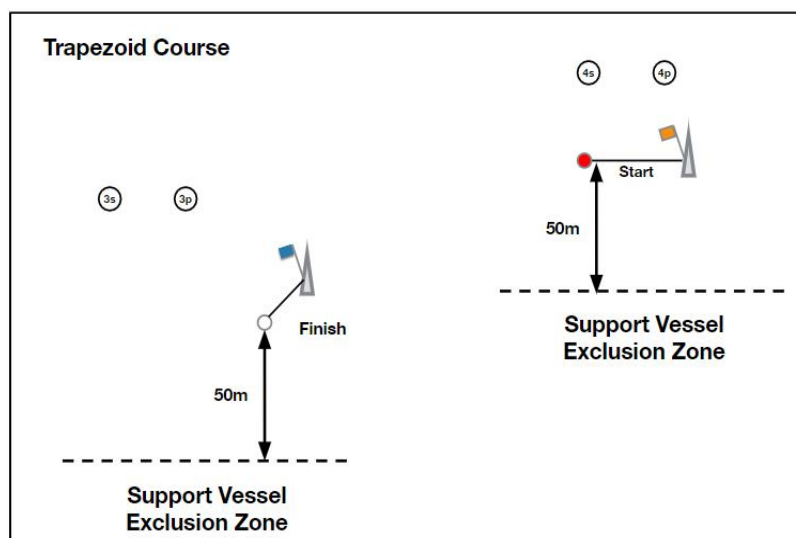 Trapezoid Course
4s
4p
Start
3s
3p
50m
Support Vessel
Exclusion Zone
Finish
50m
Support Vessel
Exclusion Zone